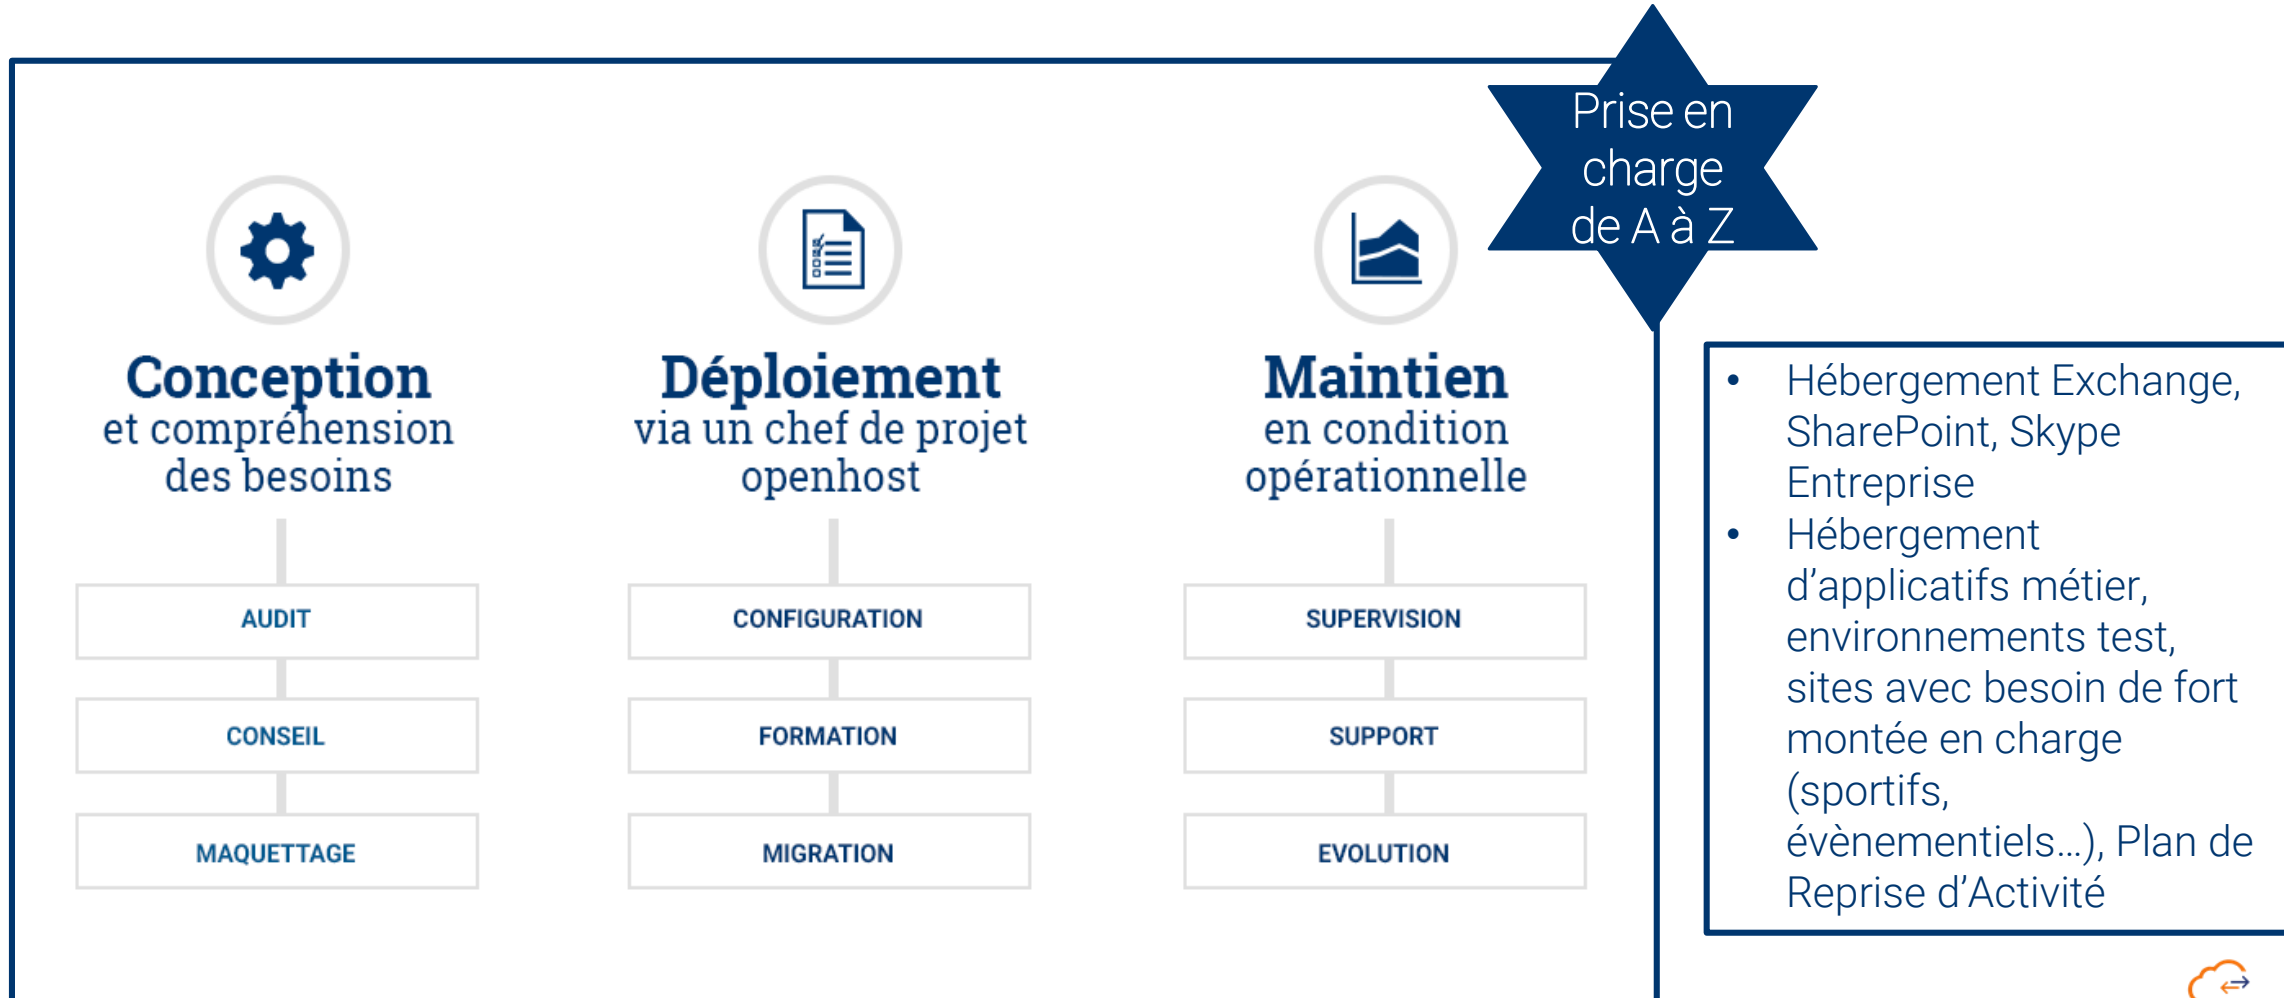 Prise en
charge
de A à Z
Conception
et compréhension
des besoins
AUDIT
CONSEIL
MAQUETTAGE
Déploiement
via un chef de projet
openhost
CONFIGURATION
FORMATION
MIGRATION
Maintien
en condition
opérationnelle
SUPERVISION
SUPPORT
EVOLUTION
• Hébergement Exchange,
SharePoint, Skype
Entreprise
• Hébergement
d’applicatifs métier,
environnements test,
sites avec besoin de fort
montée en charge
(sportifs,
évènementiels…), Plan de
Reprise d’Activité